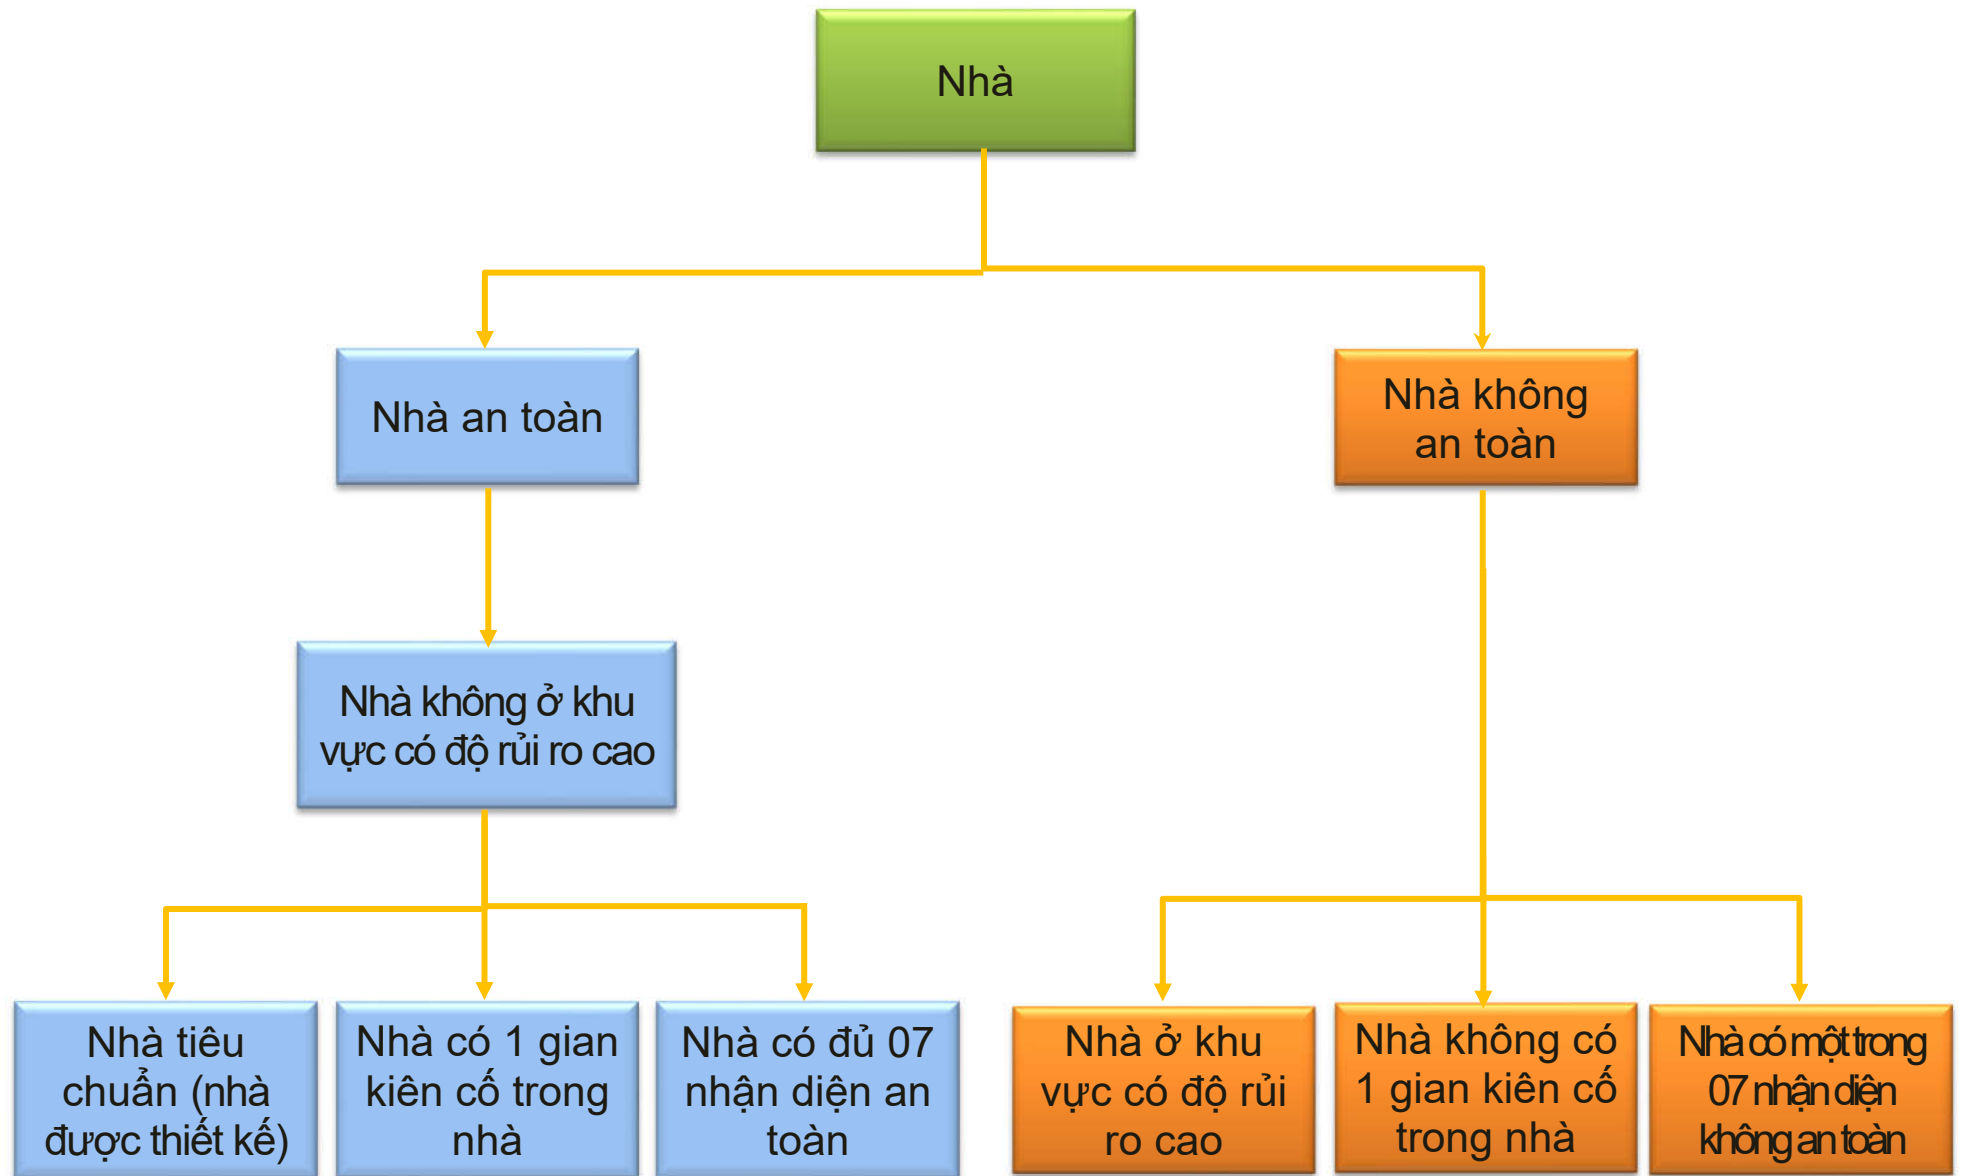 Nhà
Nhà an toàn
Nhà không
an toàn
Nhà không ở khu
vực có độ rủi ro cao
Nhà tiêu
chuẩn (nhà
được thiết kế)
Nhà có 1 gian
kiên cố trong
nhà
Nhà có đủ 07
nhận diện an
toàn
Nhà ở khu
vực có độ rủi
ro cao
Nhà không có
1 gian kiên cố
trong nhà
Nhà có một trong
07 nhận diện
không an toàn